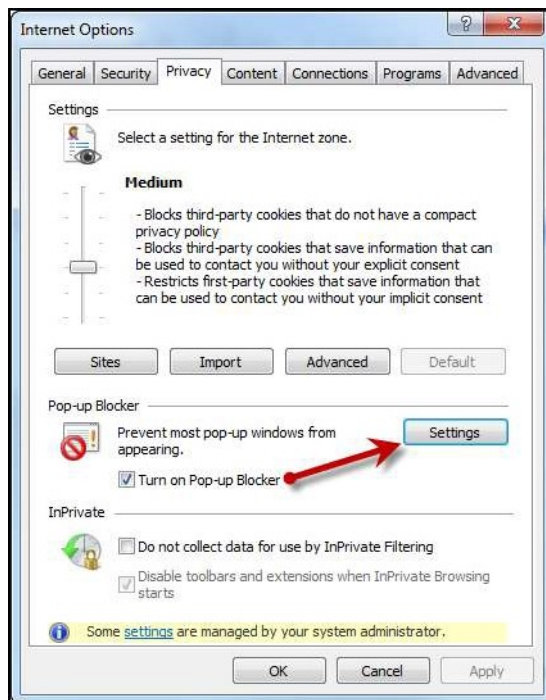 Internet Options
General Security Privacy Content Connections Programs Advanced
Settings
Select a setting for the Internet zone.
Medium
- Blocks third-party cookies that do not have a compact
privacy policy
- Blocks third-party cookies that save information that can
be used to contact you without your explicit consent
- Restricts first-party cookies that save information that
can be used to contact you without your implicit consent
Sites Import Advanced Default
Pop-up Blocker
Prevent most pop-up windows from
appearing.
Settings
Turn on Pop-up Blocker
InPrivate
Do not collect data for use by InPrivate Filtering
Disable toolbars and extensions when InPrivate Browsing
starts
Some settings are managed by your system administrator.
OK Cancel Apply